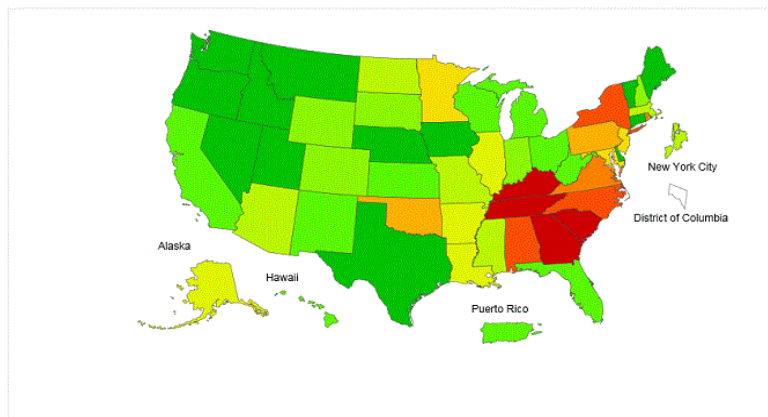 New York City
District of Columbia
Alaska
Hawaii
Puerto Rico